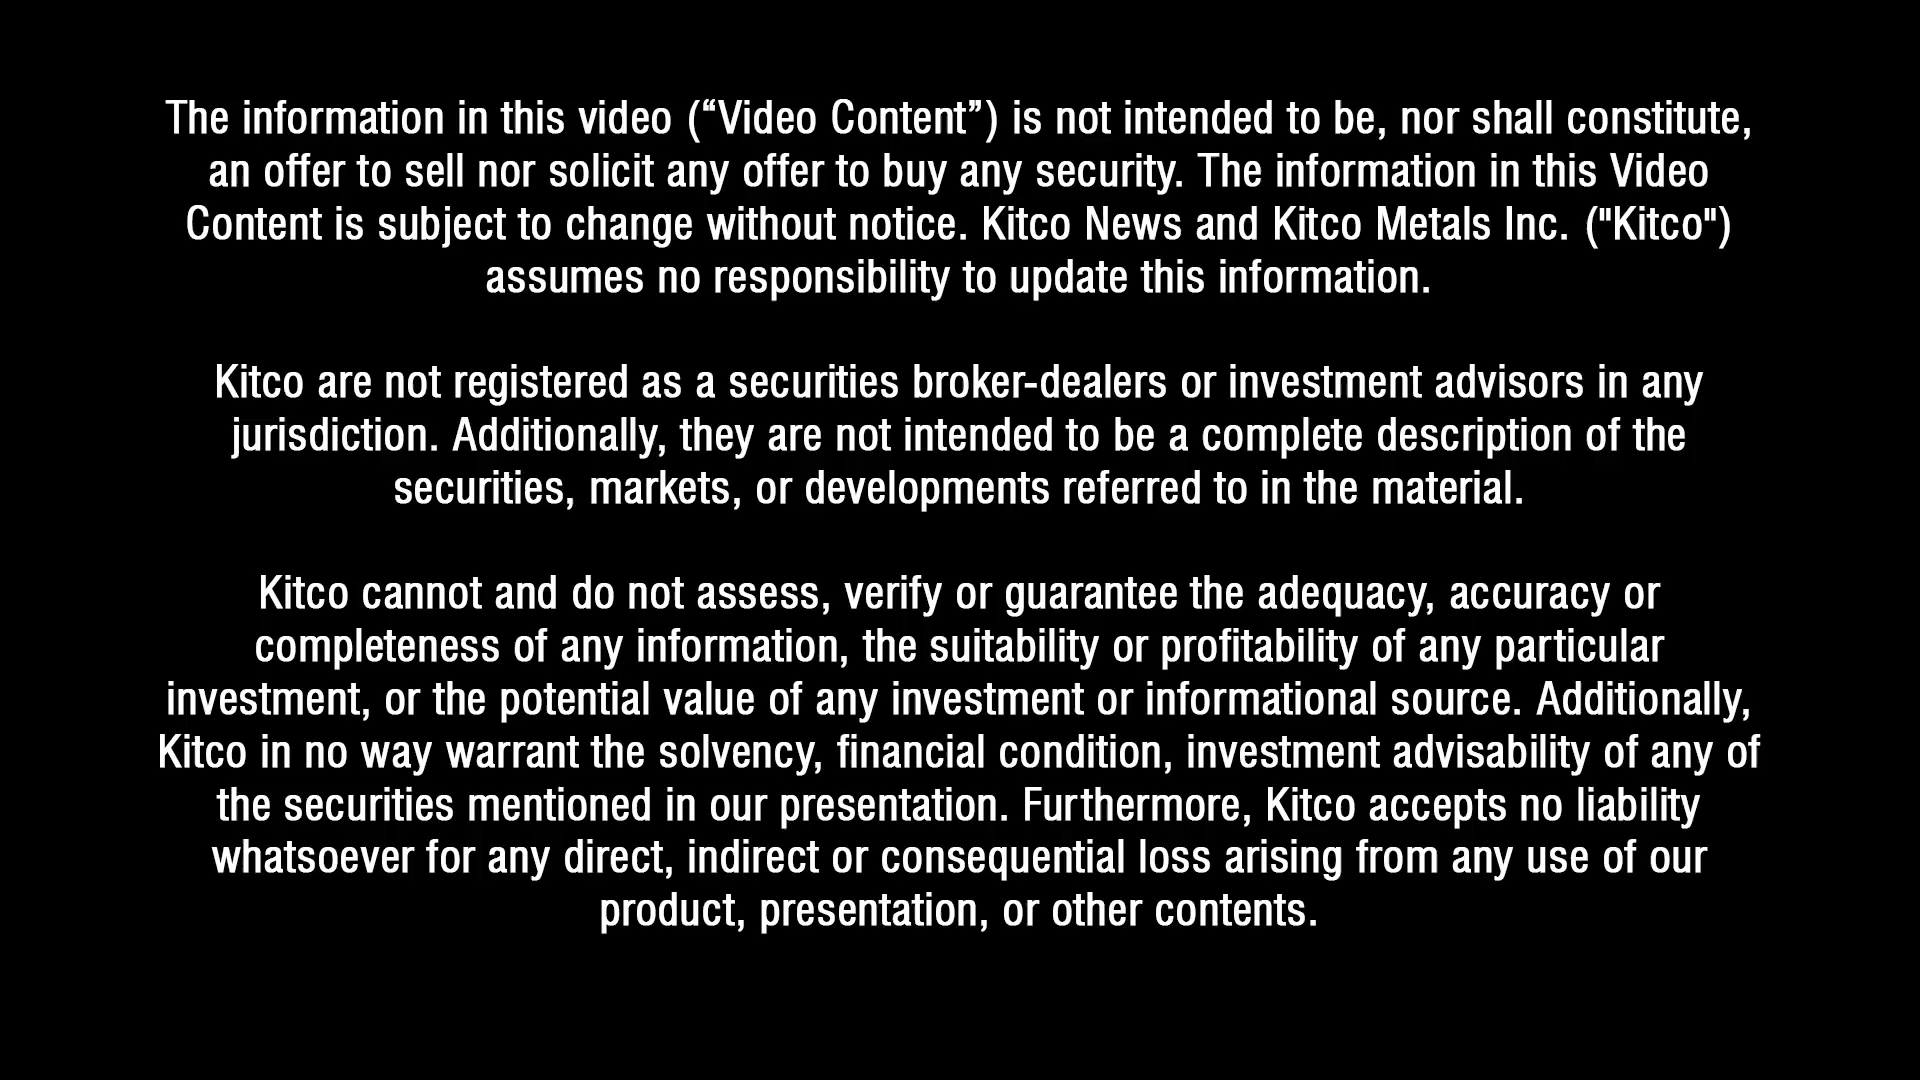 The information in this video (“Video Content”) is not intended to be, nor shall constitute,
an offer to sell nor solicit any offer to buy any security. The information in this Video
Content is subject to change without notice. Kitco News and Kitco Metals Inc. ("Kitco")
assumes no responsibility to update this information.
Kitco are not registered as a securities broker-dealers or investment advisors in any
jurisdiction. Additionally, they are not intended to be a complete description of the
securities, markets, or developments referred to in the material.
Kitco cannot and do not assess, verify or guarantee the adequacy, accuracy or
completeness of any information, the suitability or profitability of any particular
investment, or the potential value of any investment or informational source. Additionally,
Kitco in no way warrant the solvency, financial condition, investment advisability of any of
the securities mentioned in our presentation. Furthermore, Kitco accepts no liability
whatsoever for any direct, indirect or consequential loss arising from any use of our
product, presentation, or other contents.